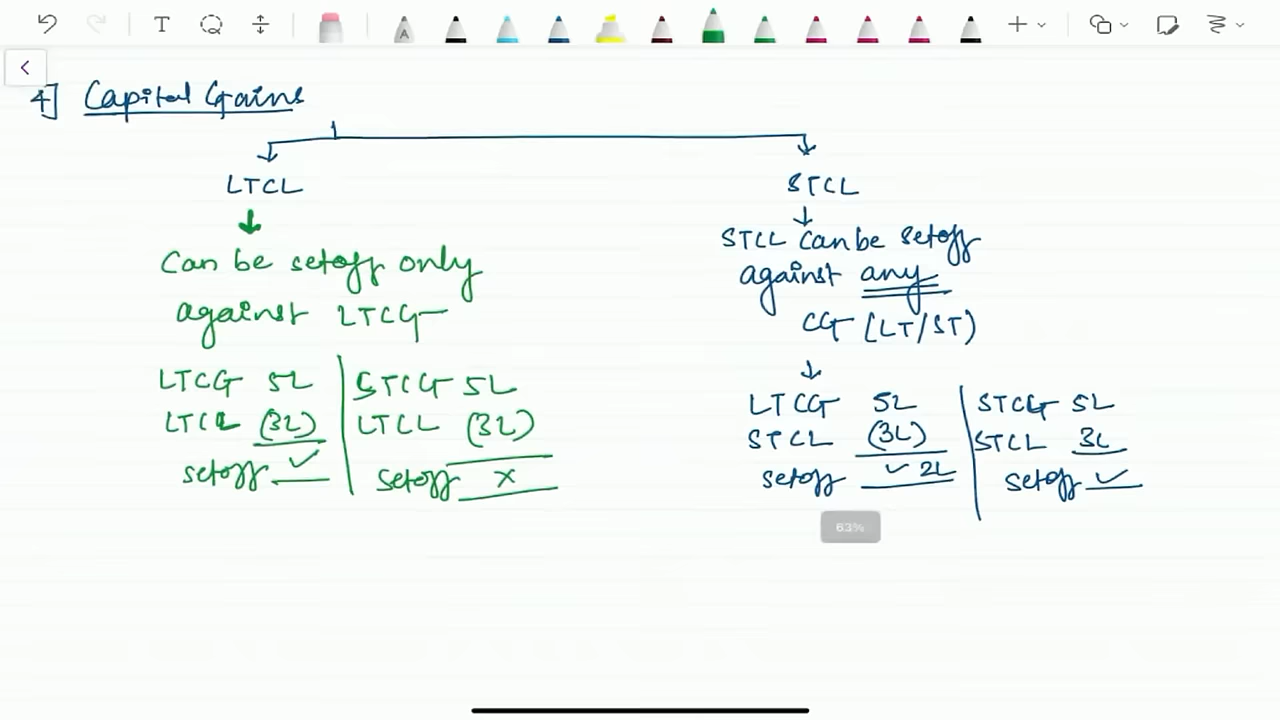 T
A
4] Capital Gains
LTCL
Can be setoff only
against LTCG
LTCG 5L
LTCL (3L)
setoff ✓
STCG 5L
LTCL (3L)
setoff x
STCL
STCL can be setoff
against any
CG (LT/ST)
LTCG 5L
STCL (3L)
setoff ✓ 2L
STCG 5L
STCL 3L
setoff ✓
63%